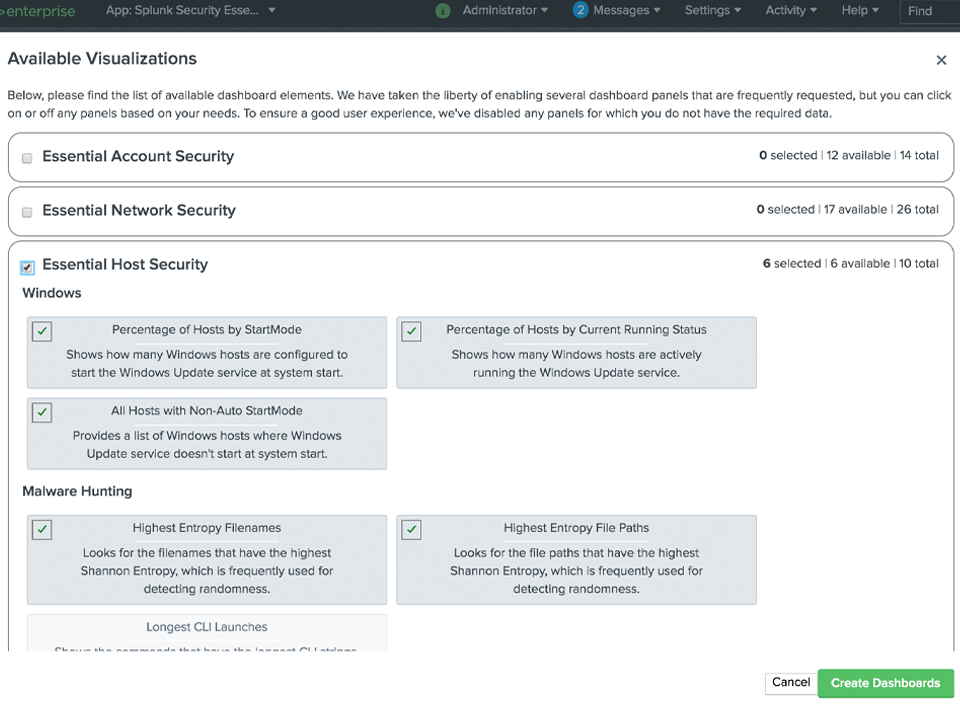 >enterprise App: Splunk Security Esse... Administrator 2 Messages Settings Activity Help Find
Available Visualizations
Below, please find the list of available dashboard elements. We have taken the liberty of enabling several dashboard panels that are frequently requested, but you can click
on or off any panels based on your needs. To ensure a good user experience, we've disabled any panels for which you do not have the required data.
Essential Account Security 0 selected | 12 available | 14 total
Essential Network Security 0 selected | 17 available | 26 total
Essential Host Security 6 selected | 6 available | 10 total
Windows
Percentage of Hosts by StartMode
Shows how many Windows hosts are configured to
start the Windows Update service at system start.
Percentage of Hosts by Current Running Status
Shows how many Windows hosts are actively
running the Windows Update service.
All Hosts with Non-Auto StartMode
Provides a list of Windows hosts where Windows
Update service doesn't start at system start.
Malware Hunting
Highest Entropy Filenames
Looks for the filenames that have the highest
Shannon Entropy, which is frequently used for
detecting randomness.
Highest Entropy File Paths
Looks for the file paths that have the highest
Shannon Entropy, which is frequently used for
detecting randomness.
Longest CLI Launches
Shows the commands that have the longest CLI strings
Cancel Create Dashboards